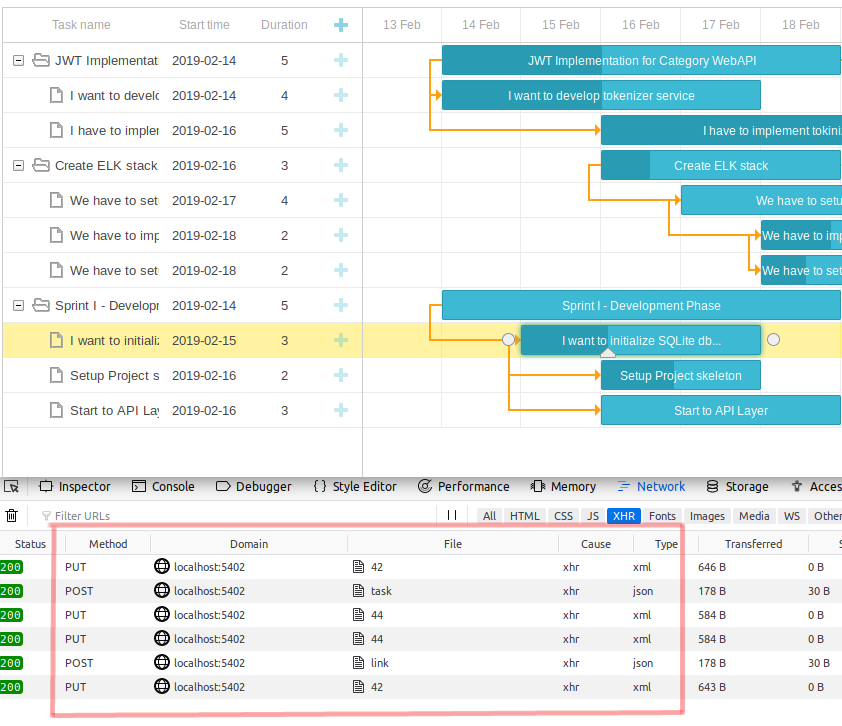 Task name Start time Duration 13 Feb 14 Feb 15 Feb 16 Feb 17 Feb 18 Feb
JWT Implementati 2019-02-14 5 JWT Implementation for Category WebAPI
I want to develo 2019-02-14 4 I want to develop tokenizer service
I have to impler 2019-02-16 5 I have to implement tokini
Create ELK stack 2019-02-16 3 Create ELK stack
We have to set 2019-02-17 4 We have to setu
We have to imp 2019-02-18 2 We have to imp
We have to set 2019-02-18 2 We have to set
Sprint I - Developr 2019-02-14 5 Sprint I - Development Phase
I want to initializ 2019-02-15 3 I want to initialize SQLite db...
Setup Project s 2019-02-16 2 Setup Project skeleton
Start to API Lay 2019-02-16 3 Start to API Layer
Inspector Console Debugger {} Style Editor Performance Memory Network Storage Acces
Filter URLs All HTML CSS JS XHR Fonts Images Media WS Other
Status Method Domain File Cause Type Transferred S
200 PUT localhost:5402 42 xhr xml 646 B 0 B
200 POST localhost:5402 task xhr json 178 B 30 B
200 PUT localhost:5402 44 xhr xml 584 B 0 B
200 PUT localhost:5402 44 xhr xml 584 B 0 B
200 POST localhost:5402 link xhr json 178 B 30 B
200 PUT localhost:5402 42 xhr xml 643 B 0 B